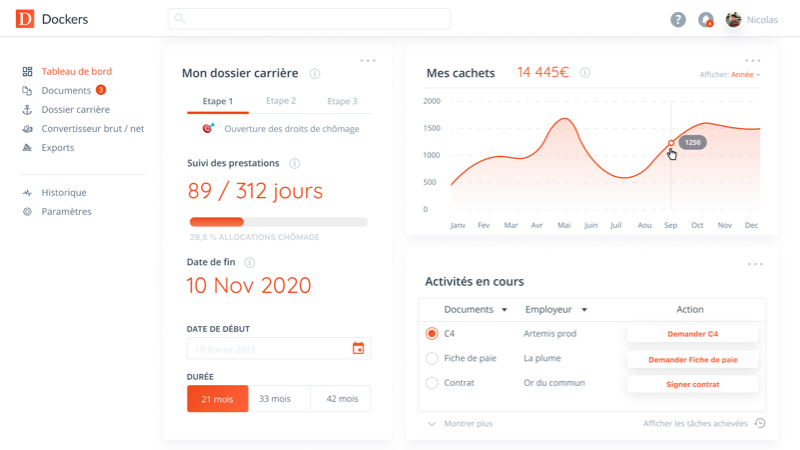 D Dockers
?
6
Nicolas
Tableau de bord
Documents 3
Dossier carrière
Convertisseur brut / net
Exports
Historique
Paramètres
Mon dossier carrière
Etape 1 Etape 2 Etape 3
Ouverture des droits de chômage
Suivi des prestations
89 / 312 jours
28,5 % ALLOCATIONS CHÔMAGE
Date de fin
10 Nov 2020
DATE DE DÉBUT
10 février 2019
DURÉE
21 mois 33 mois 42 mois
Mes cachets 14 445€
Afficher: Année
2000
1500
1000
500
0
1250
Janv Fev Mar Avr Mai Juin Juil Aou Sep Oct Nov Dec
Activités en cours
Documents Employeur Action
C4 Artemis prod Demander C4
Fiche de paie La plume Demander Fiche de paie
Contrat Or du commun Signer contrat
Montrer plus Afficher les tâches achevées